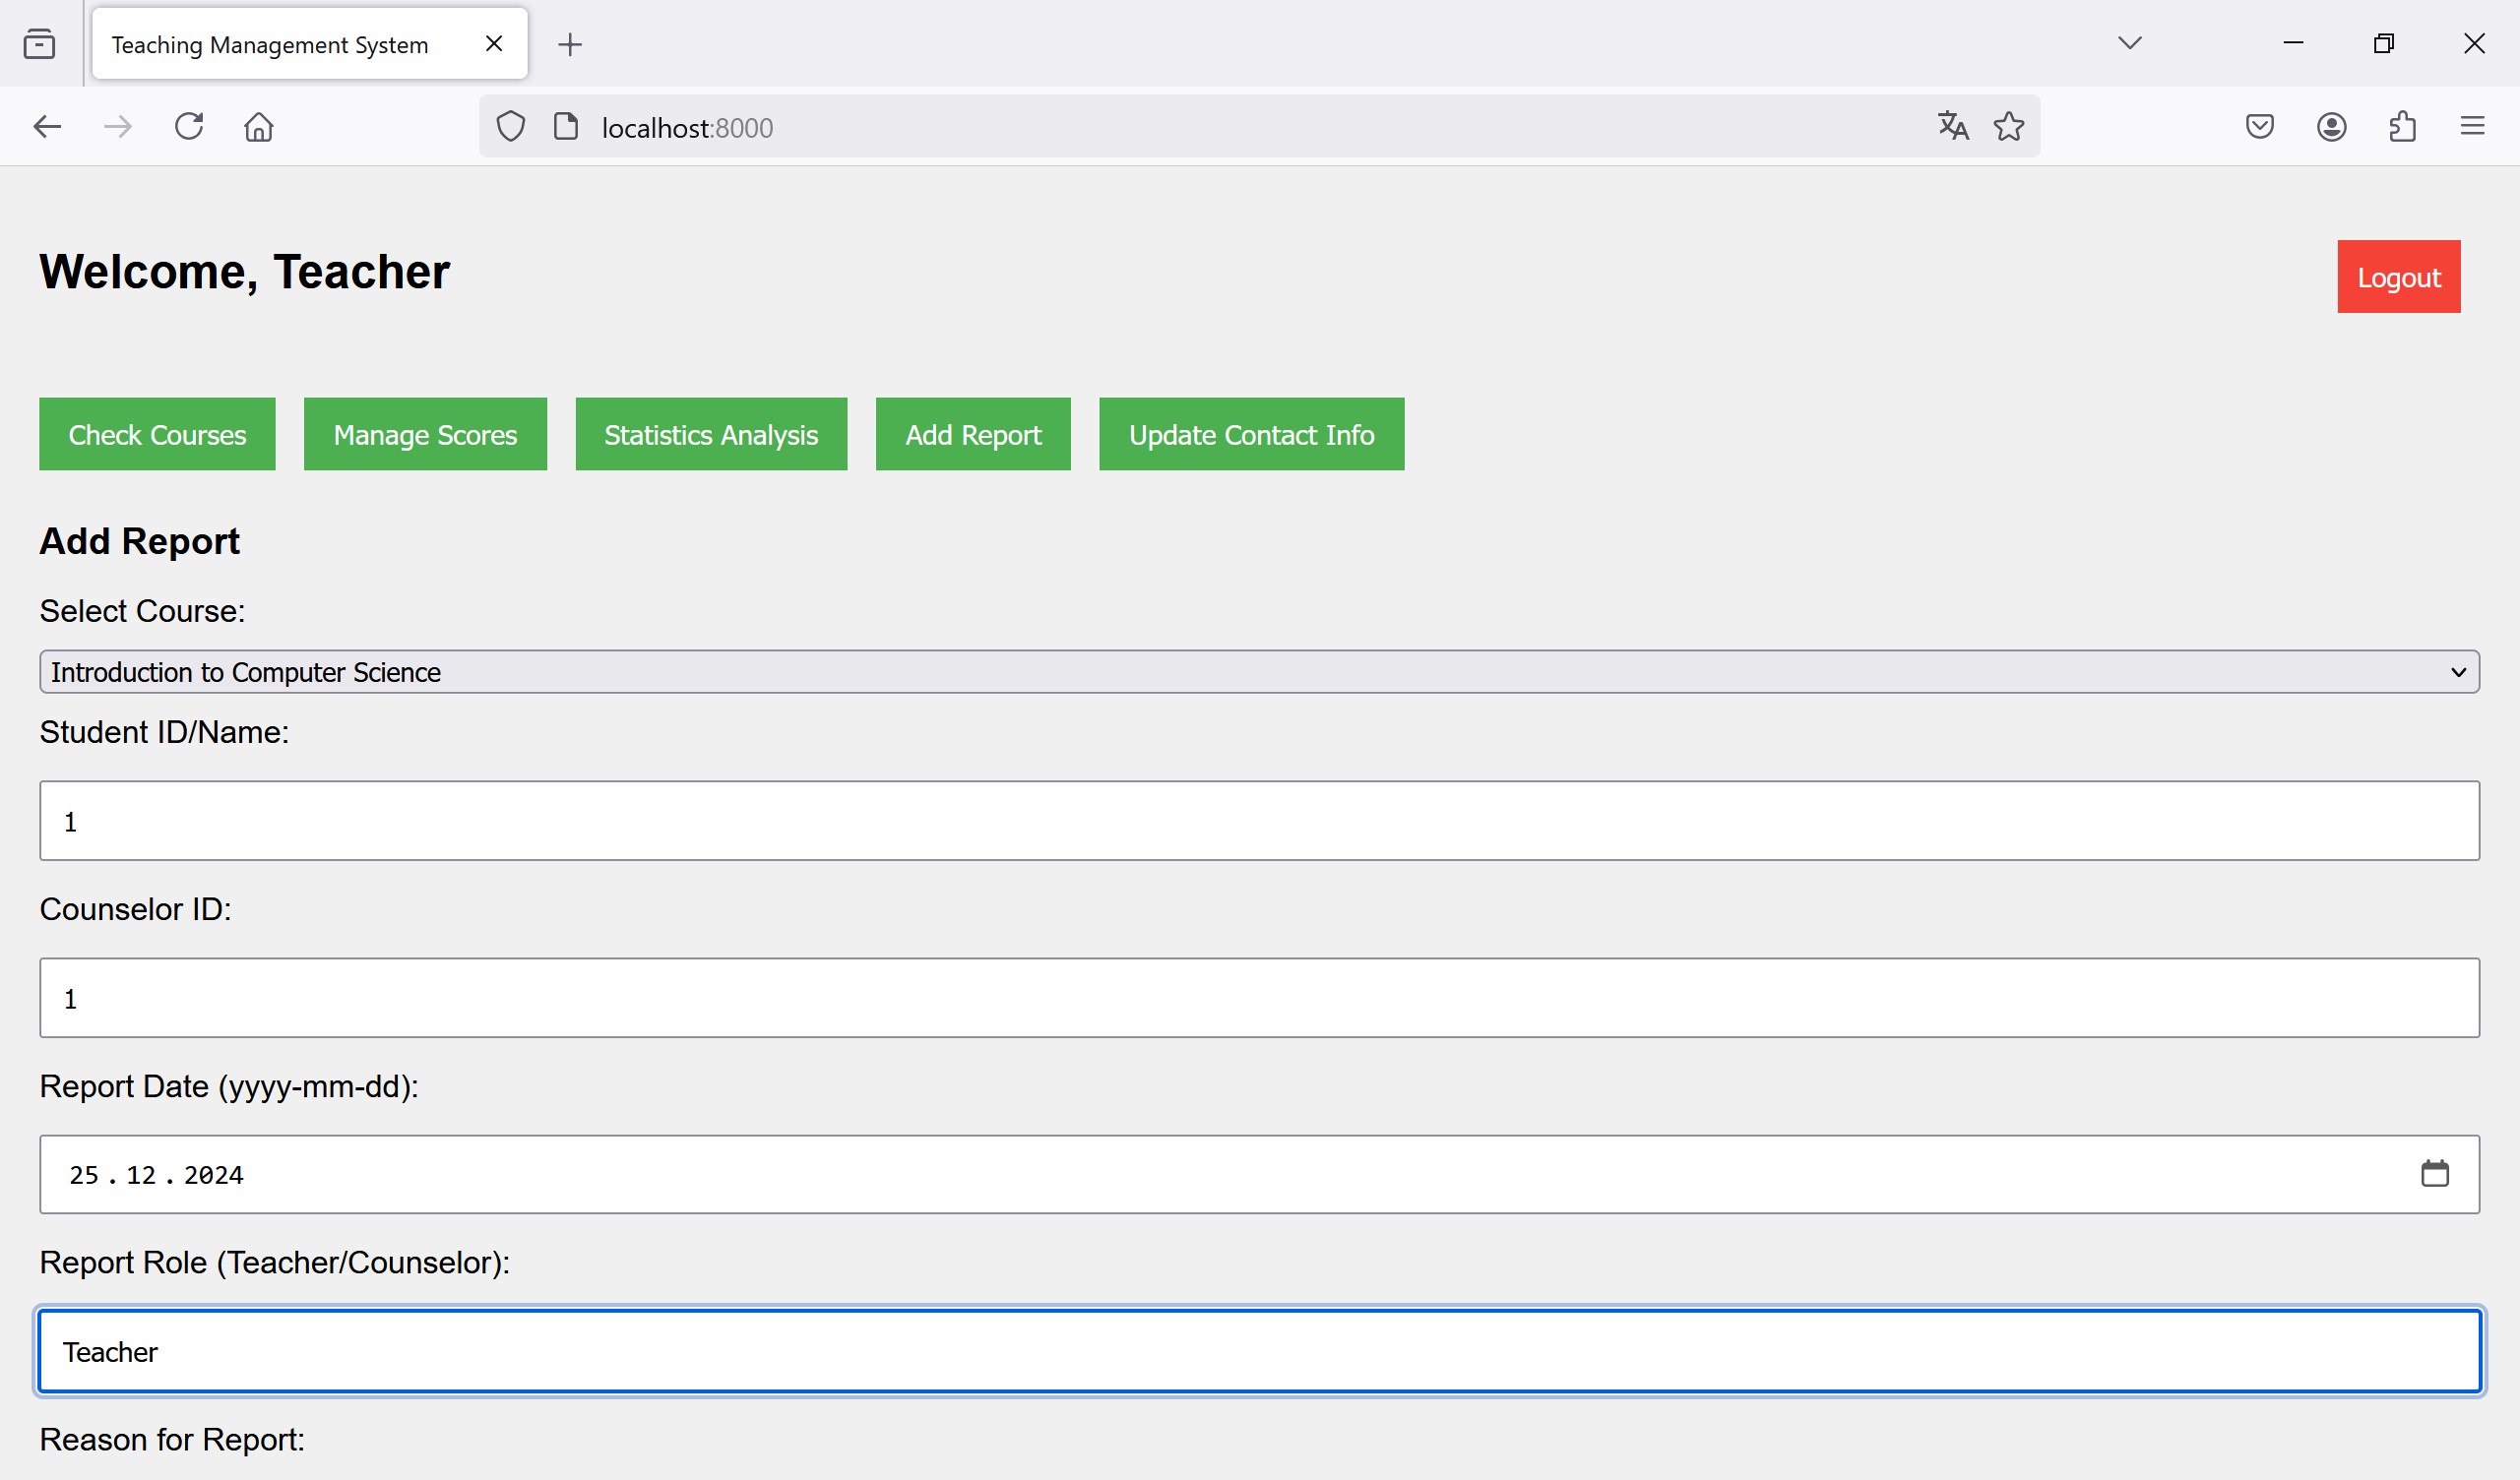 Teaching Management System
localhost:8000
Welcome, Teacher
Logout
Check Courses Manage Scores Statistics Analysis Add Report Update Contact Info
Add Report
Select Course:
Introduction to Computer Science
Student ID/Name:
1
Counselor ID:
1
Report Date (yyyy-mm-dd):
25 . 12 . 2024
Report Role (Teacher/Counselor):
Teacher
Reason for Report: